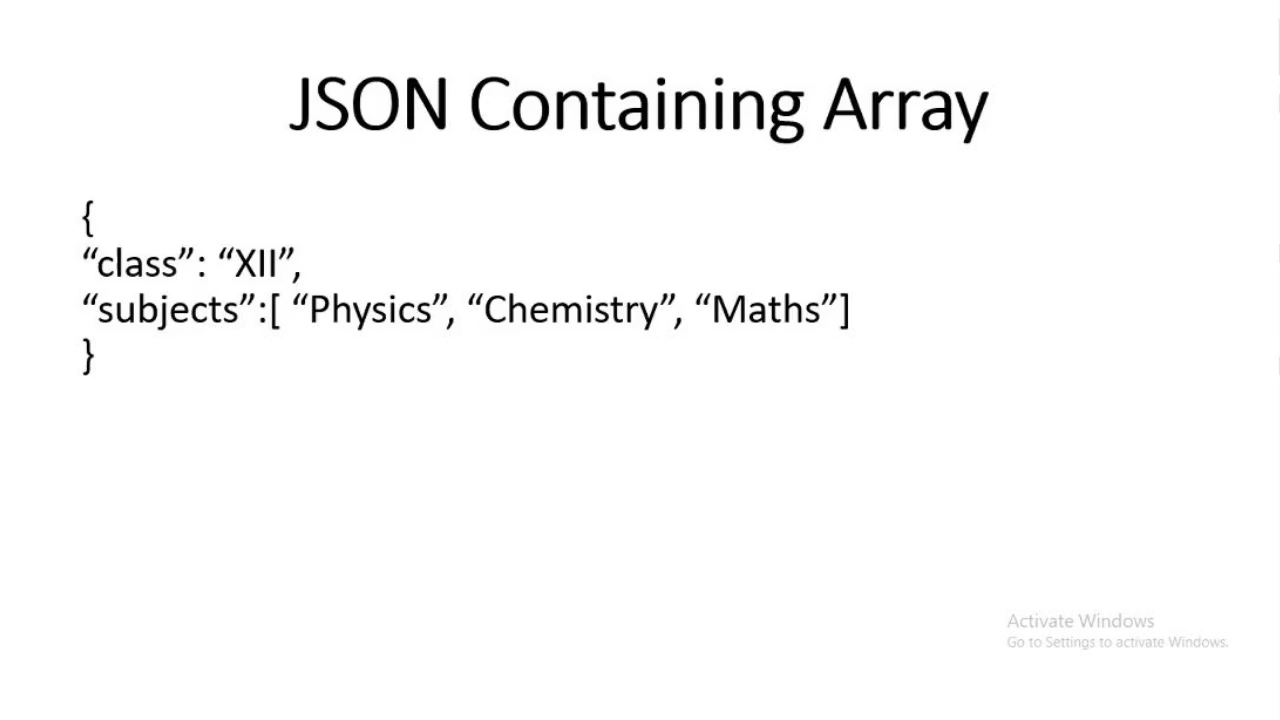 JSON Containing Array
{
“class”: “XII”,
“subjects”:[ “Physics”, “Chemistry”, “Maths”]
}
Activate Windows
Go to Settings to activate Windows.